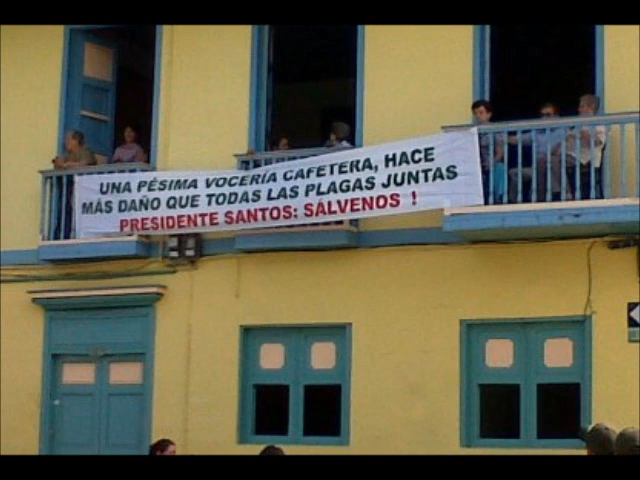 UNA PÉSIMA VOCERÍA CAFETERA, HACE
MÁS DAÑO QUE TODAS LAS PLAGAS JUNTAS
PRESIDENTE SANTOS: SÁLVENOS !